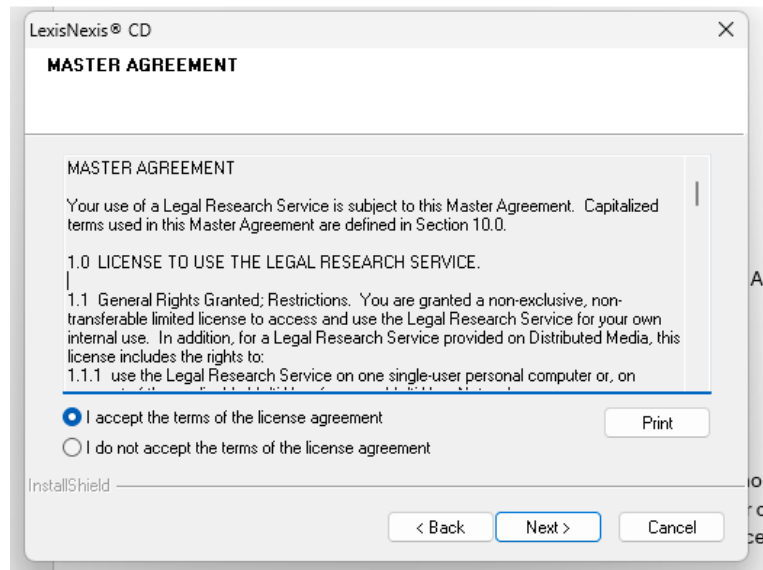 LexisNexis® CD
MASTER AGREEMENT
MASTER AGREEMENT
Your use of a Legal Research Service is subject to this Master Agreement.  Capitalized
terms used in this Master Agreement are defined in Section 10.0.
1.0  LICENSE TO USE THE LEGAL RESEARCH SERVICE.
1.1  General Rights Granted; Restrictions.  You are granted a non-exclusive, non-
transferable limited license to access and use the Legal Research Service for your own
internal use.  In addition, for a Legal Research Service provided on Distributed Media, this
license includes the rights to:
1.1.1  use the Legal Research Service on one single-user personal computer or, on
I accept the terms of the license agreement
Print
I do not accept the terms of the license agreement
InstallShield
< Back
Next >
Cancel